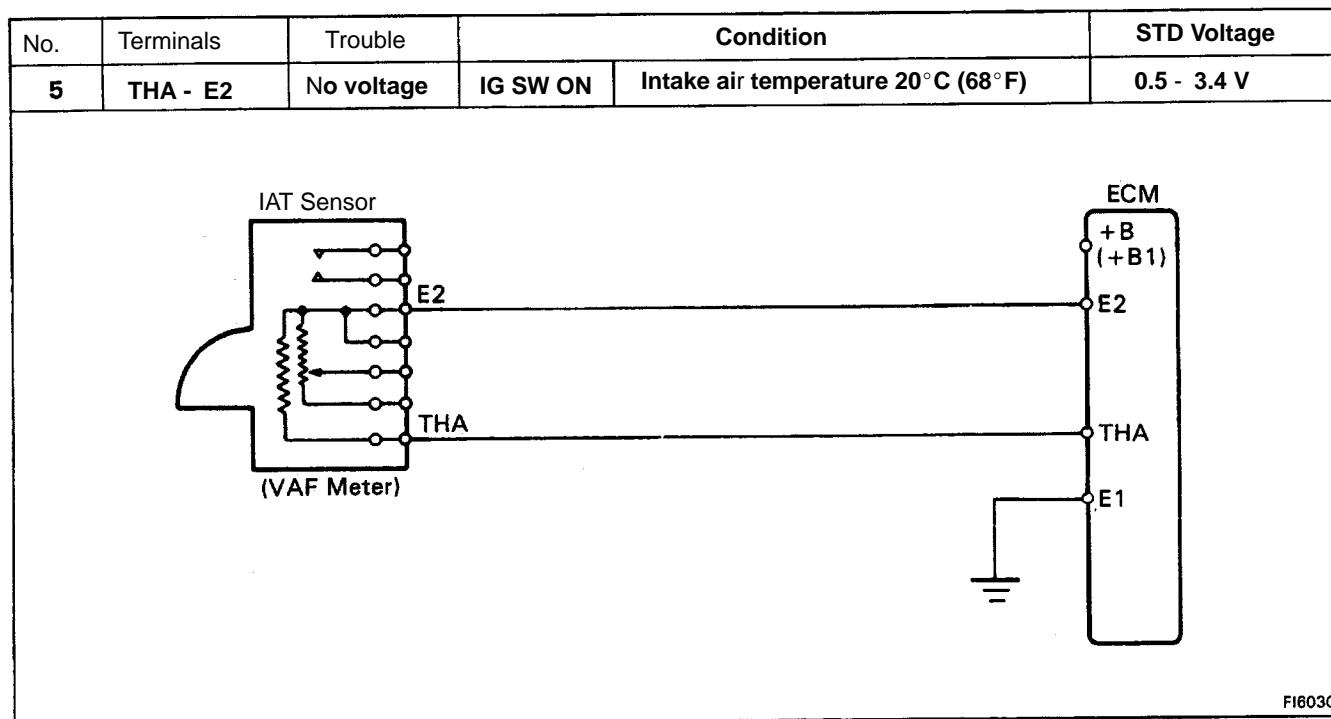 No. Terminals Trouble Condition STD Voltage
5 THA - E2 No voltage IG SW ON Intake air temperature 20°C (68°F) 0.5 - 3.4 V
IAT Sensor
ECM
+B
(+B1)
E2
E2
THA
THA
(VAF Meter)
E1